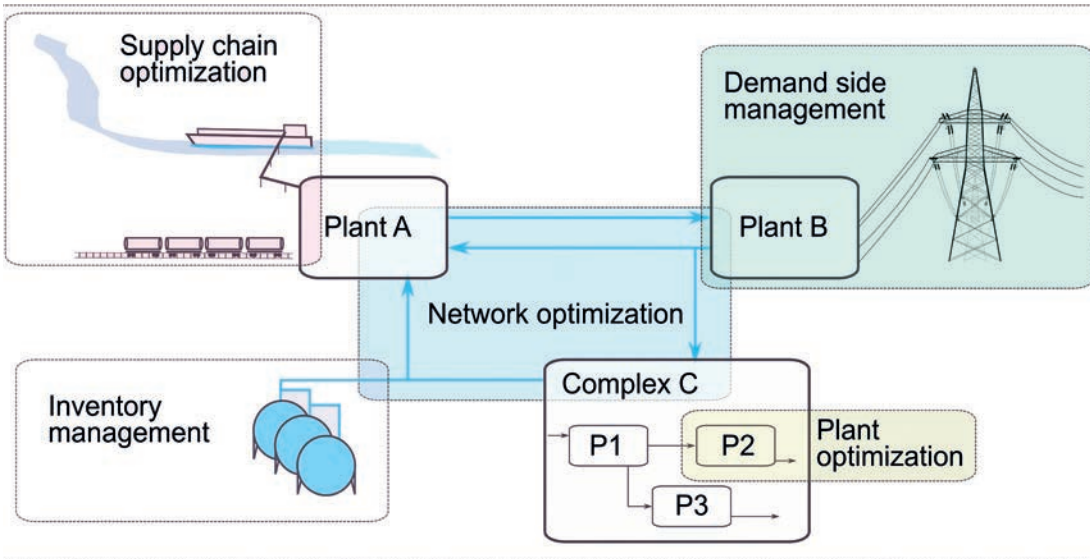 Supply chain
optimization
Demand side
management
Plant A
Plant B
Network optimization
Inventory
management
Complex C
P1
P2
P3
Plant
optimization